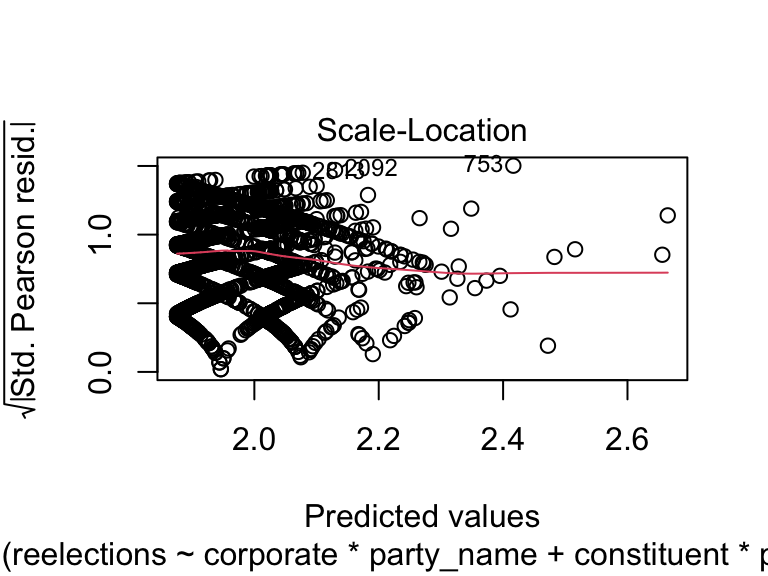 Scale-Location
√|Std. Pearson resid.|
1.0
0.0
2092
753
2.0 2.2 2.4 2.6
Predicted values
(reelections ~ corporate * party_name + constituent * p